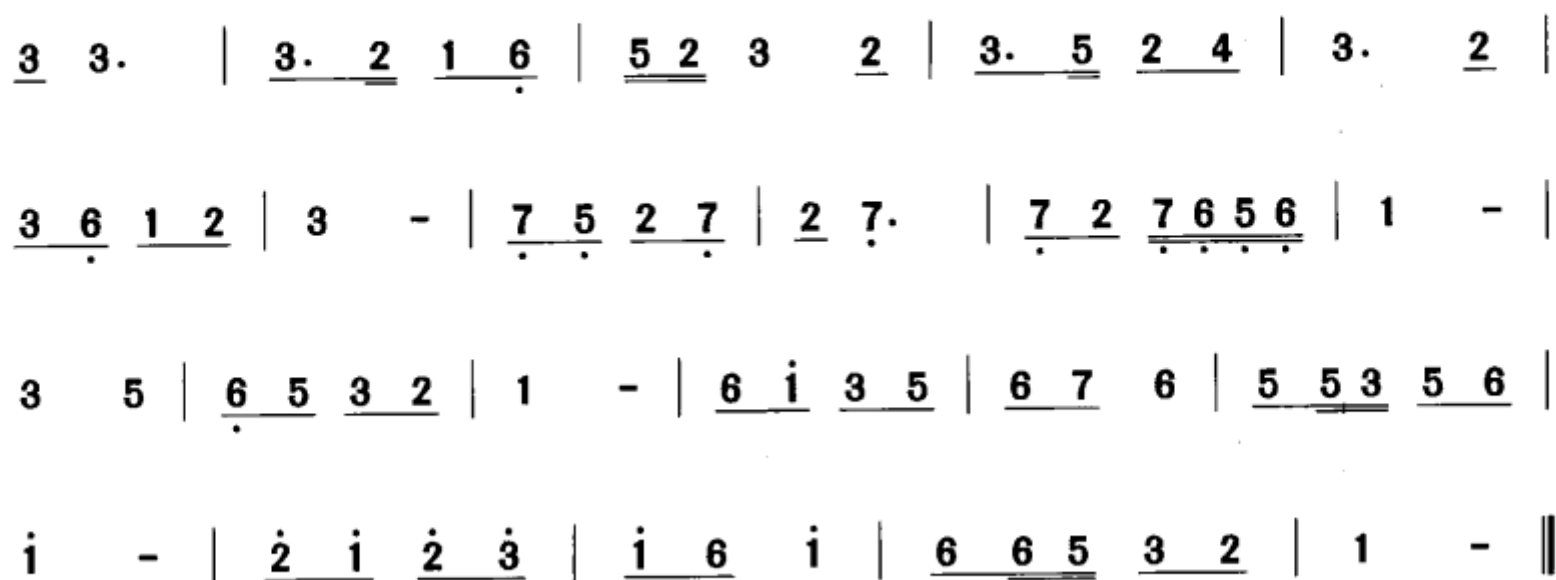 3 3· | 3· 2 1 6̣ | 5 2 3 2 | 3· 5 2 4 | 3· 2 |
3 6̣ 1 2 | 3 - | 7̣ 5̣ 2 7̣ | 2 7̣· | 7̣ 2 7̣ 6̣ 5̣ 6̣ | 1 - |
3 5 | 6̣ 5 3 2 | 1 - | 6 1̇ 3 5 | 6 7 6 | 5 5 3 5 6 |
1̇ - | 2̇ 1̇ 2̇ 3̇ | 1̇ 6 1̇ | 6 6 5 3 2 | 1 - ‖